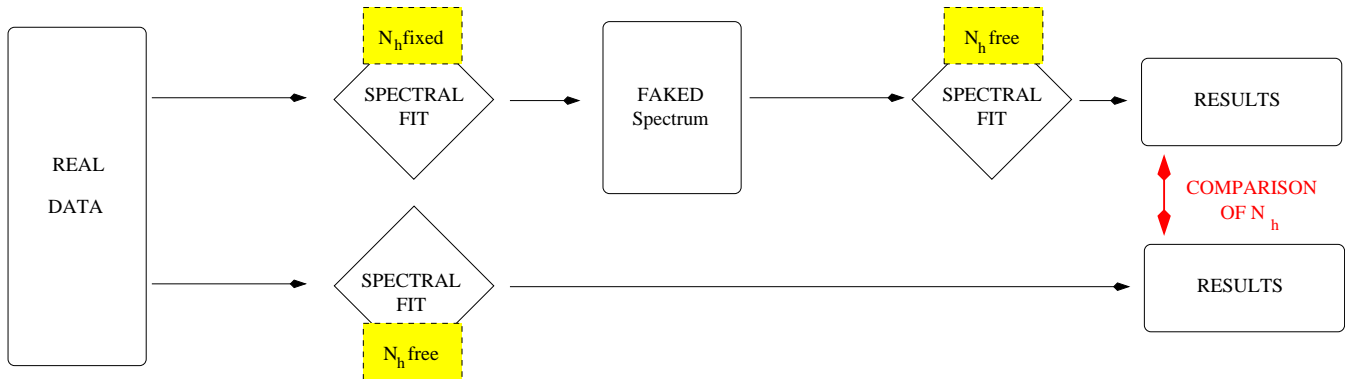 REAL
DATA
N_h fixed
SPECTRAL
FIT
FAKED
Spectrum
N_h free
SPECTRAL
FIT
RESULTS
COMPARISON
OF N_h
SPECTRAL
FIT
N_h free
RESULTS